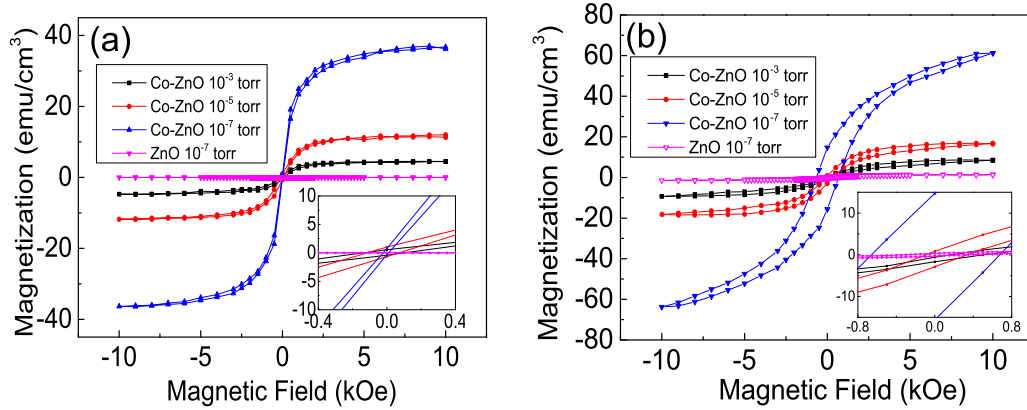 (a)
Magnetization (emu/cm³)
40
20
0
-20
-40
Co-ZnO 10⁻³ torr
Co-ZnO 10⁻⁵ torr
Co-ZnO 10⁻⁷ torr
ZnO 10⁻⁷ torr
10
5
0
-5
-10
-0.4 0.0 0.4
-10 -5 0 5 10
Magnetic Field (kOe)
(b)
Magnetization (emu/cm³)
80
60
40
20
0
-20
-40
-60
-80
Co-ZnO 10⁻³ torr
Co-ZnO 10⁻⁵ torr
Co-ZnO 10⁻⁷ torr
ZnO 10⁻⁷ torr
10
0
-10
-0.8 0.0 0.8
-10 -5 0 5 10
Magnetic Field (kOe)